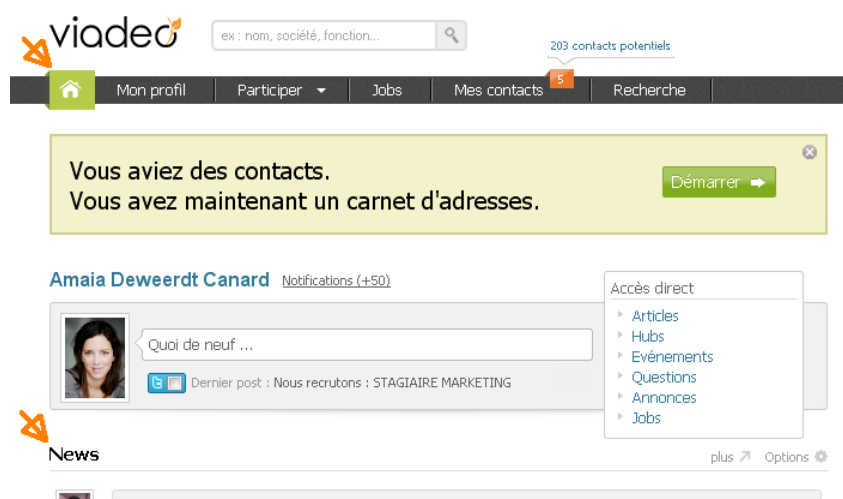 viadeo
ex : nom, société, fonction...
203 contacts potentiels
5
Mon profil
Participer
Jobs
Mes contacts
Recherche
Vous aviez des contacts.
Vous avez maintenant un carnet d'adresses.
Démarrer
Amaia Deweerdt Canard Notifications (+50)
Quoi de neuf ...
Dernier post : Nous recrutons : STAGIAIRE MARKETING
Accès direct
Articles
Hubs
Evénements
Questions
Annonces
Jobs
News
plus
Options